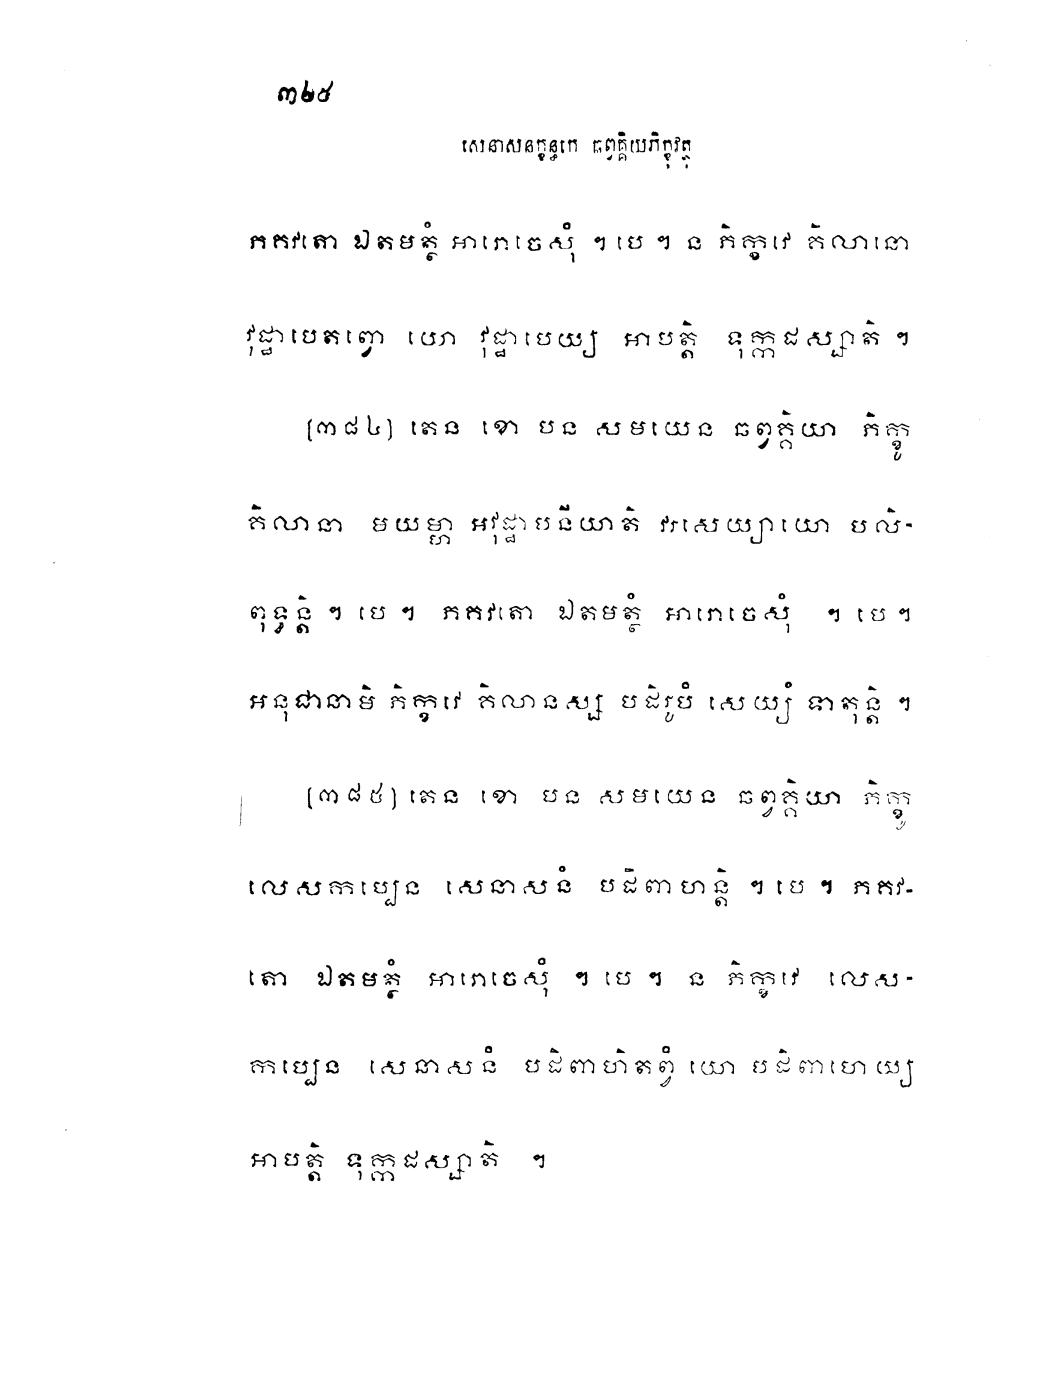 ៣២៨
សេនាសនក្ខន្ធកេ ឆព្វគ្គិយភិក្ខុវត្ថុ
ភគវតោ ឯតមត្ថំ អារោចេសុំ ។ បេ ។ ន ភិក្ខវេ គិលានោ
វុដ្ឋាបេតព្វោ យោ វុដ្ឋាបេយ្យ អាបត្តិ ទុក្កដស្សាតិ ។
[៣៨៤] តេន ខោ បន សមយេន ឆព្វគ្គិយា ភិក្ខូ
គិលានា មយម្ហា អវុដ្ឋាបនីយាតិ វរសេយ្យាយោ បលិ-
ពុទ្ធន្តិ ។ បេ ។ ភគវតោ ឯតមត្ថំ អារោចេសុំ ។ បេ ។
អនុជានាមិ ភិក្ខវេ គិលានស្ស បដិរូបំ សេយ្យំ ទាតុន្តិ ។
[៣៨៥] តេន ខោ បន សមយេន ឆព្វគ្គិយា ភិក្ខូ
លេសកប្បេន សេនាសនំ បដិពាហន្តិ ។ បេ ។ ភគវ-
តោ ឯតមត្ថំ អារោចេសុំ ។ បេ ។ ន ភិក្ខវេ លេស-
កប្បេន សេនាសនំ បដិពាហិតព្វំ យោ បដិពាហេយ្យ
អាបត្តិ ទុក្កដស្សាតិ ។